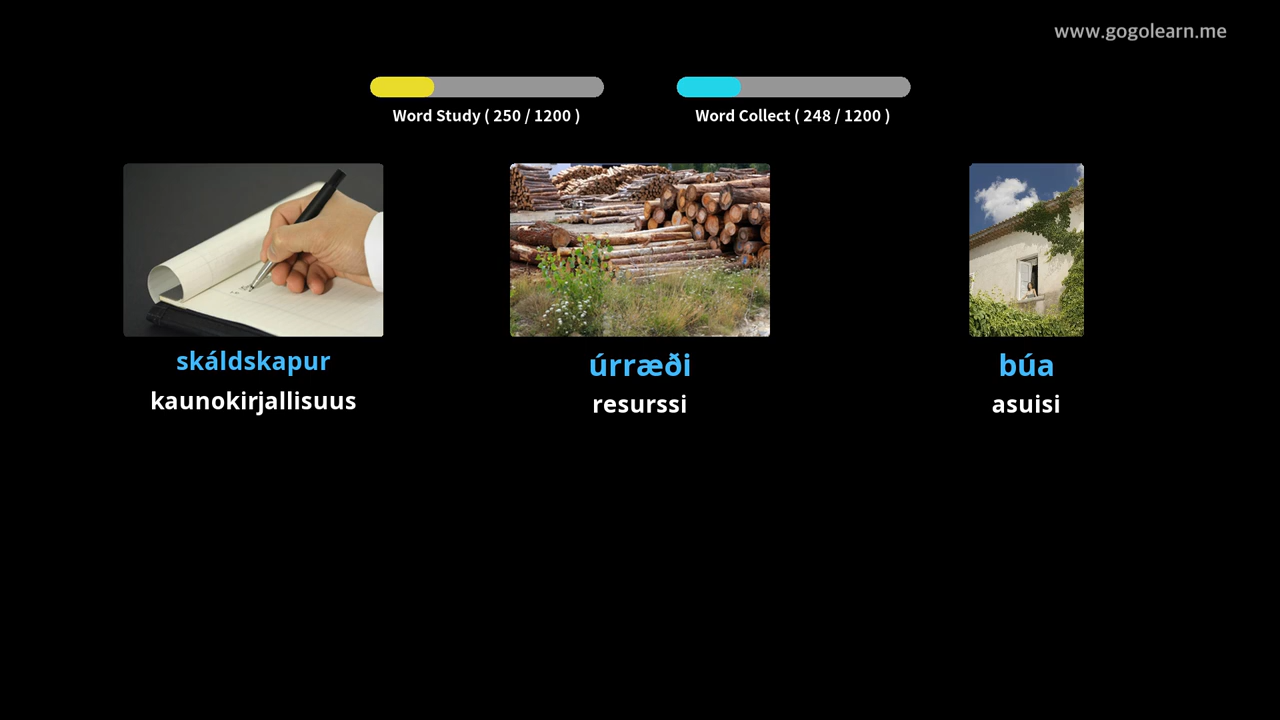 www.gogolearn.me
Word Study ( 250 / 1200 )
Word Collect ( 248 / 1200 )
skáldskapur
kaunokirjallisuus
úrræði
resurssi
búa
asuisi